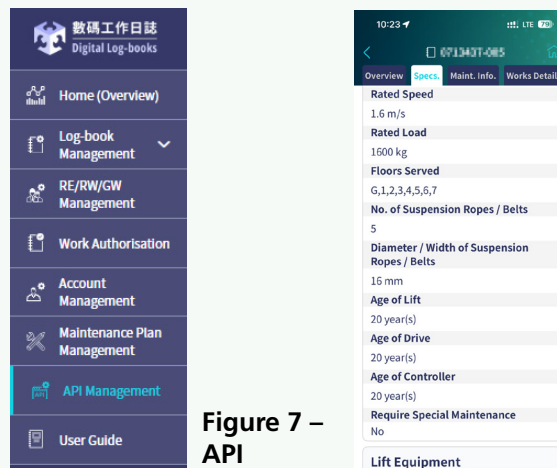 數碼工作日誌
Digital Log-books
Home (Overview)
Log-book
Management
RE/RW/GW
Management
Work Authorisation
Account
Management
Maintenance Plan
Management
API
API Management
User Guide
Figure 7 –
API
10:23
LTE
Overview Specs. Maint. Info. Works Detail
Rated Speed
1.6 m/s
Rated Load
1600 kg
Floors Served
G,1,2,3,4,5,6,7
No. of Suspension Ropes / Belts
5
Diameter / Width of Suspension
Ropes / Belts
16 mm
Age of Lift
20 year(s)
Age of Drive
20 year(s)
Age of Controller
20 year(s)
Require Special Maintenance
No
Lift Equipment